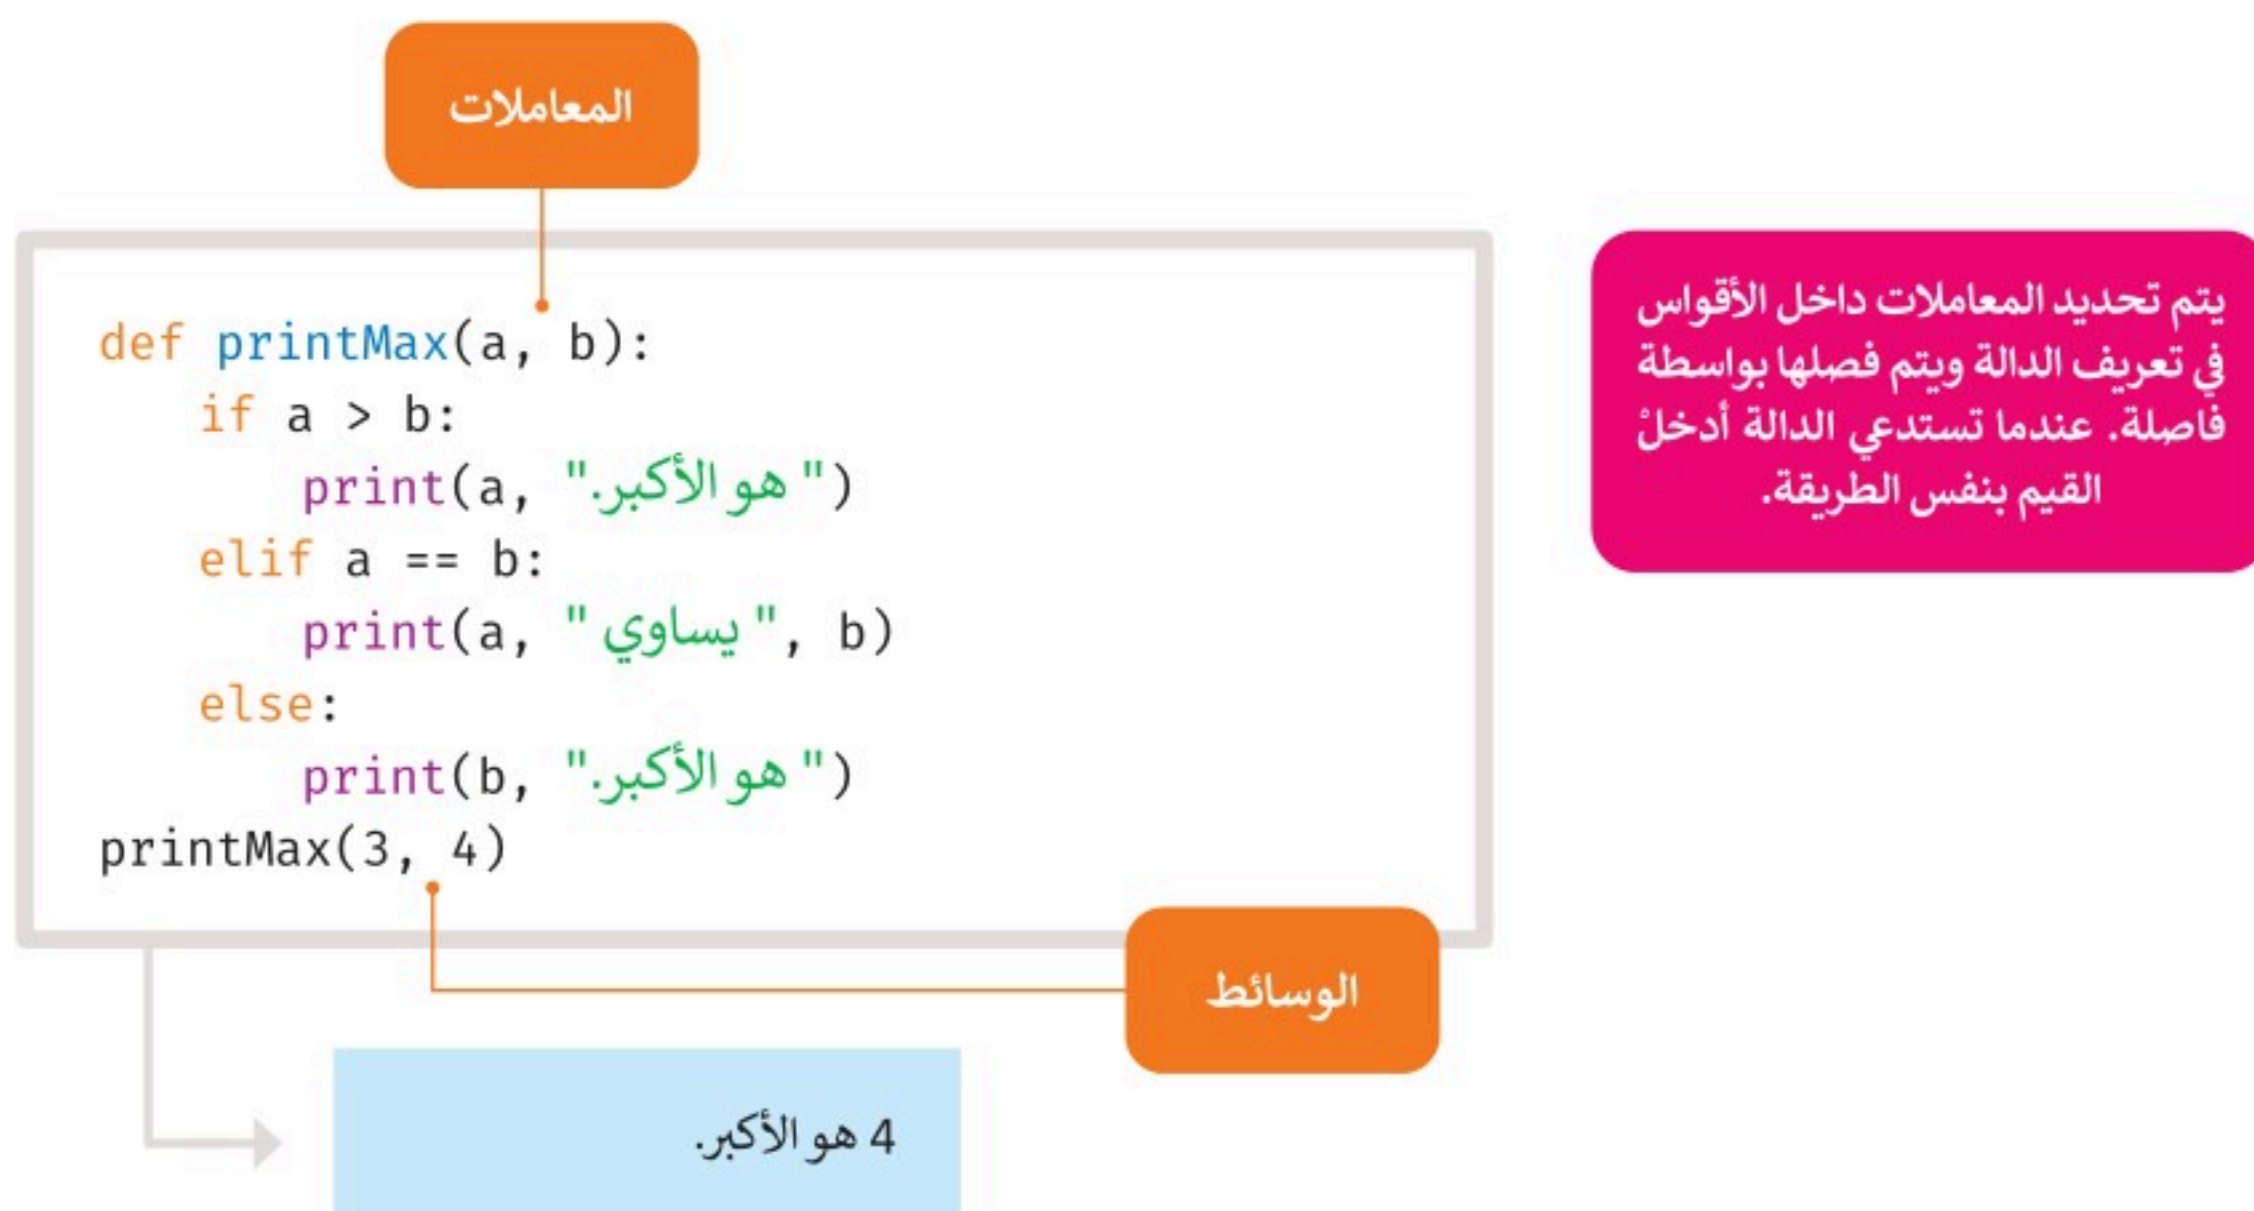 المعاملات
def printMax(a, b):
if a > b:
print(a, "هو الأكبر.")
elif a == b:
print(a, "يساوي", b)
else:
print(b, "هو الأكبر.")
printMax(3, 4)
الوسائط
4 هو الأكبر.
يتم تحديد المعاملات داخل الأقواس
في تعريف الدالة ويتم فصلها بواسطة
فاصلة. عندما تستدعي الدالة أدخلْ
القيم بنفس الطريقة.